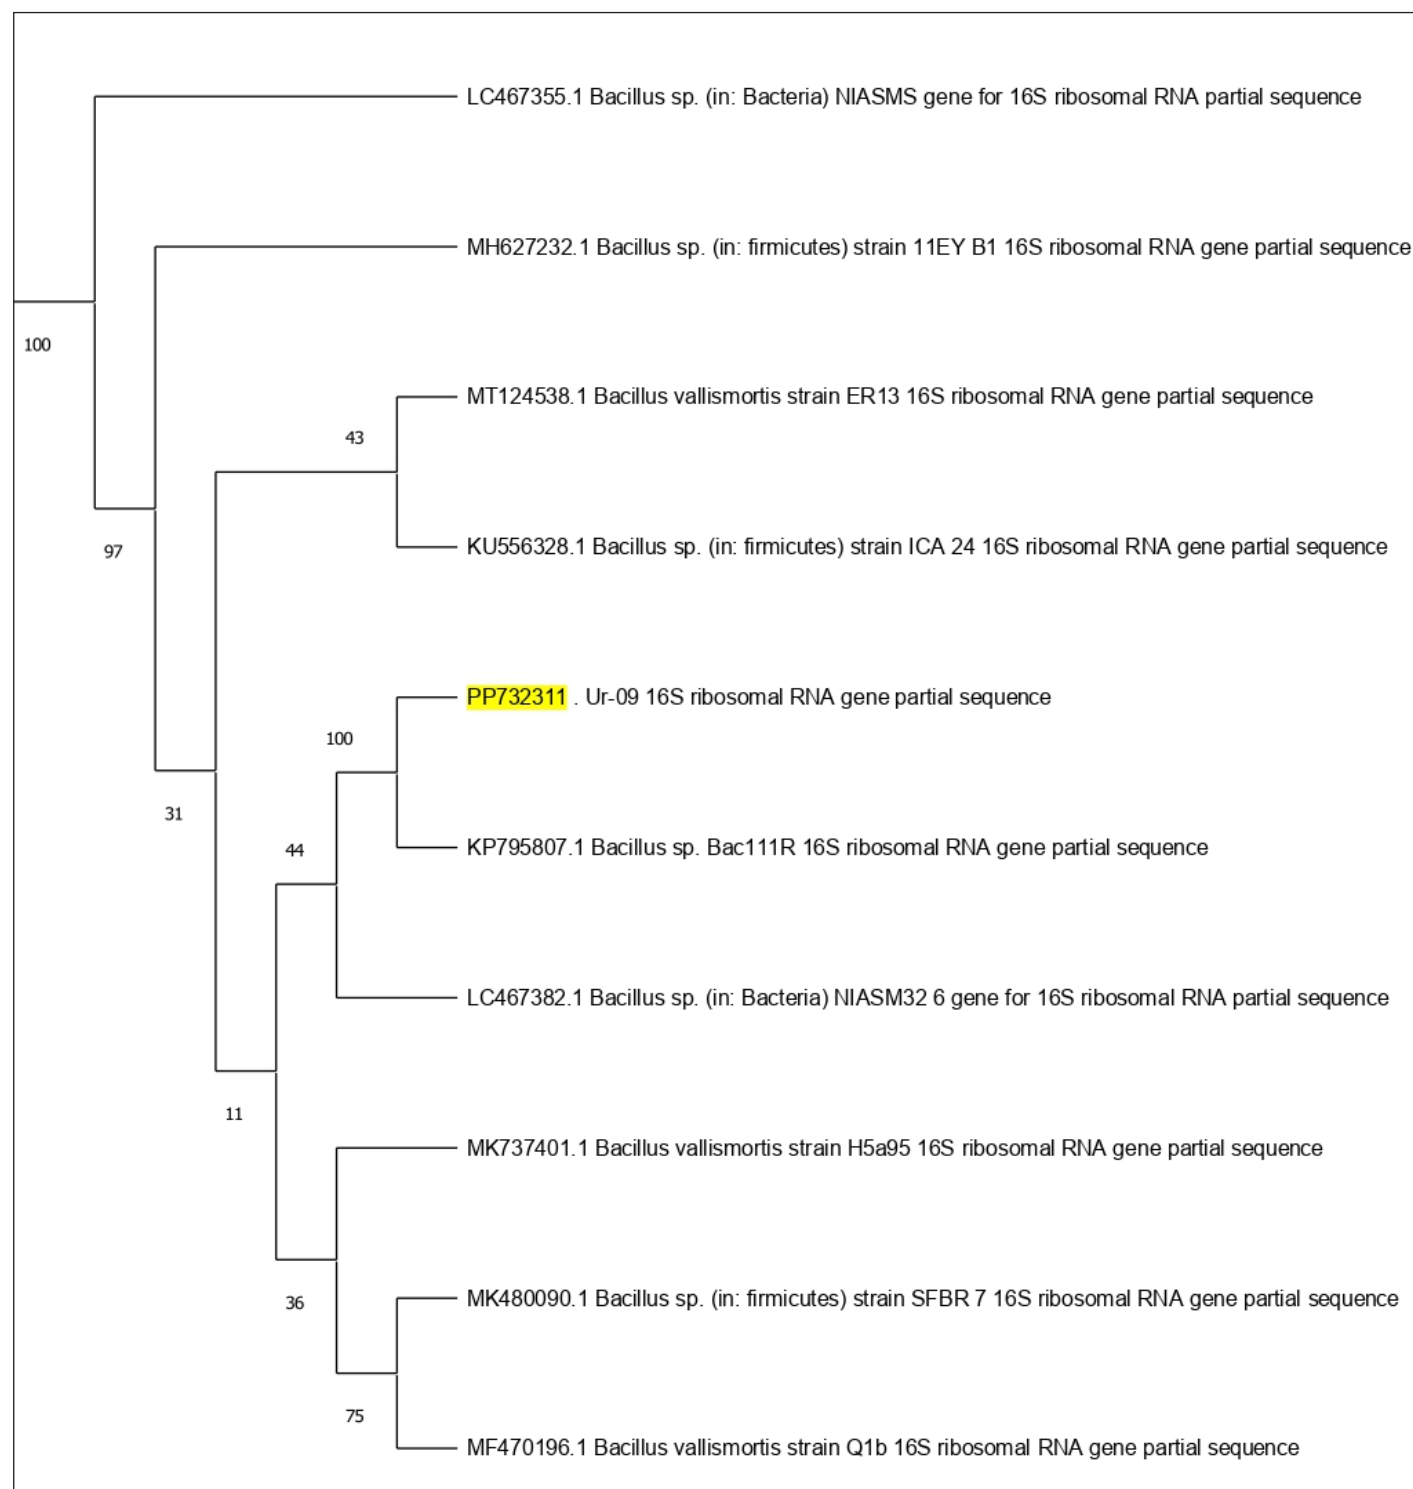 LC467355.1 Bacillus sp. (in: Bacteria) NIASMS gene for 16S ribosomal RNA partial sequence
MH627232.1 Bacillus sp. (in: firmicutes) strain 11EY B1 16S ribosomal RNA gene partial sequence
100
MT124538.1 Bacillus vallismortis strain ER13 16S ribosomal RNA gene partial sequence
43
97
KU556328.1 Bacillus sp. (in: firmicutes) strain ICA 24 16S ribosomal RNA gene partial sequence
PP732311 . Ur-09 16S ribosomal RNA gene partial sequence
100
31
44
KP795807.1 Bacillus sp. Bac111R 16S ribosomal RNA gene partial sequence
LC467382.1 Bacillus sp. (in: Bacteria) NIASM32 6 gene for 16S ribosomal RNA partial sequence
11
MK737401.1 Bacillus vallismortis strain H5a95 16S ribosomal RNA gene partial sequence
36
MK480090.1 Bacillus sp. (in: firmicutes) strain SFBR 7 16S ribosomal RNA gene partial sequence
75
MF470196.1 Bacillus vallismortis strain Q1b 16S ribosomal RNA gene partial sequence